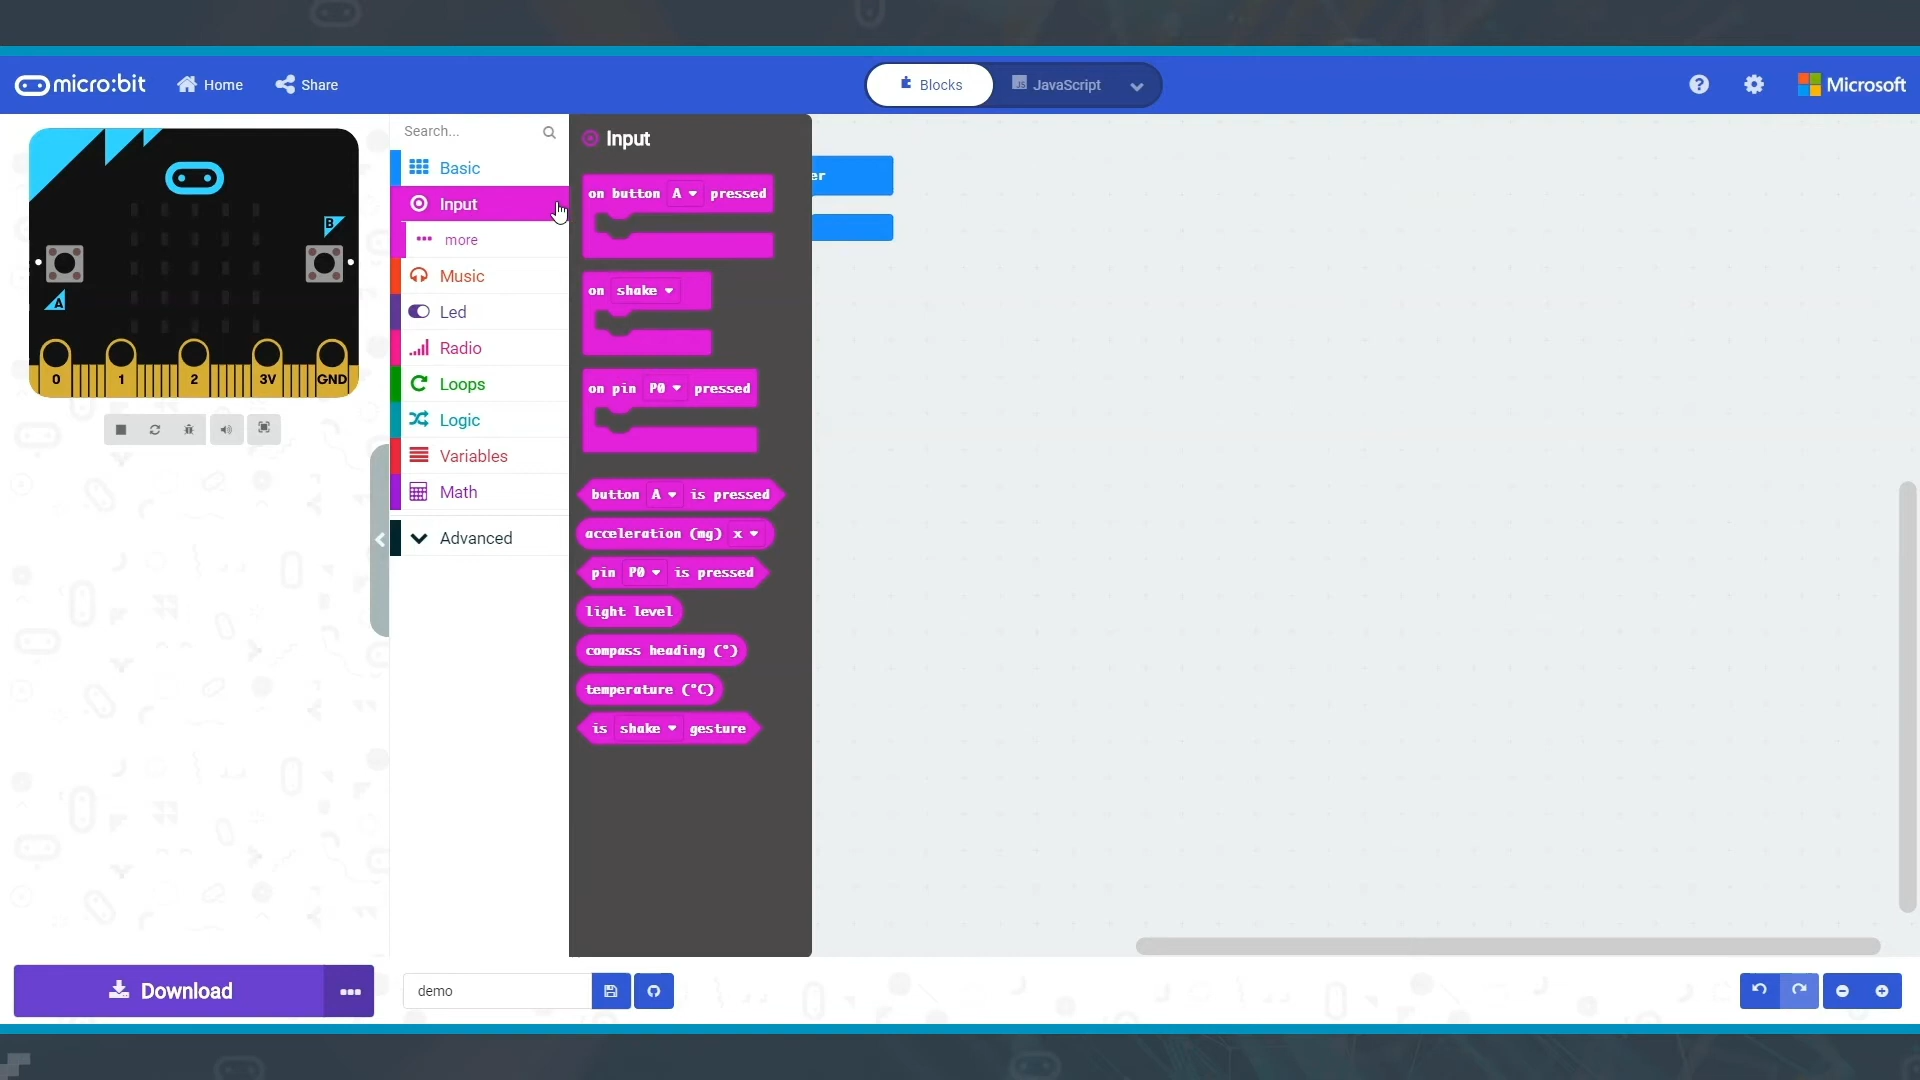 micro:bit
Home
Share
Blocks
JavaScript
Microsoft
Search...
Basic
Input
more
Music
Led
Radio
Loops
Logic
Variables
Math
Advanced
Input
on button A pressed
on shake
on pin P0 pressed
button A is pressed
acceleration (mg) x
pin P0 is pressed
light level
compass heading (°)
temperature (°C)
is shake gesture
er
B
A
0 1 2 3V GND
Download
demo